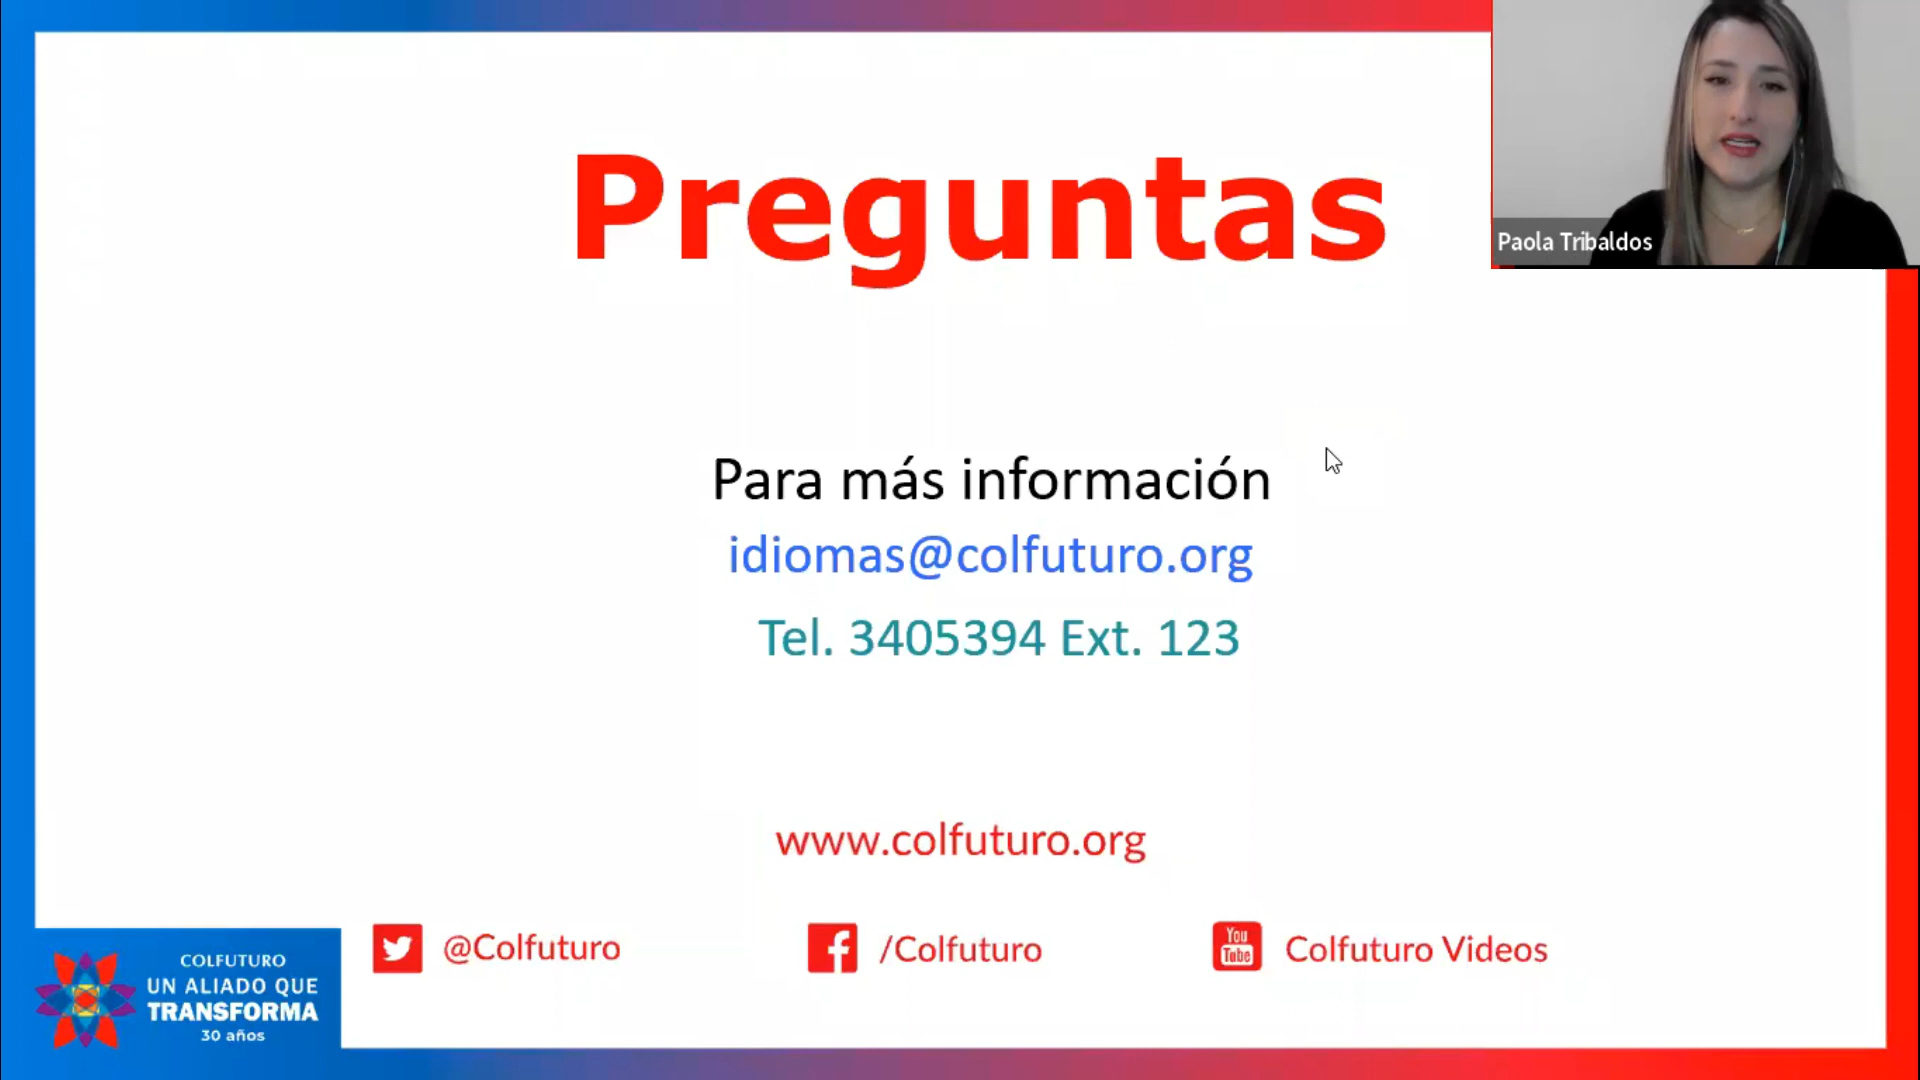 Preguntas
Paola Tribaldos
Para más información
idiomas@colfuturo.org
Tel. 3405394 Ext. 123
www.colfuturo.org
@Colfuturo
/Colfuturo
You
Tube
Colfuturo Videos
COLFUTURO
UN ALIADO QUE
TRANSFORMA
30 años